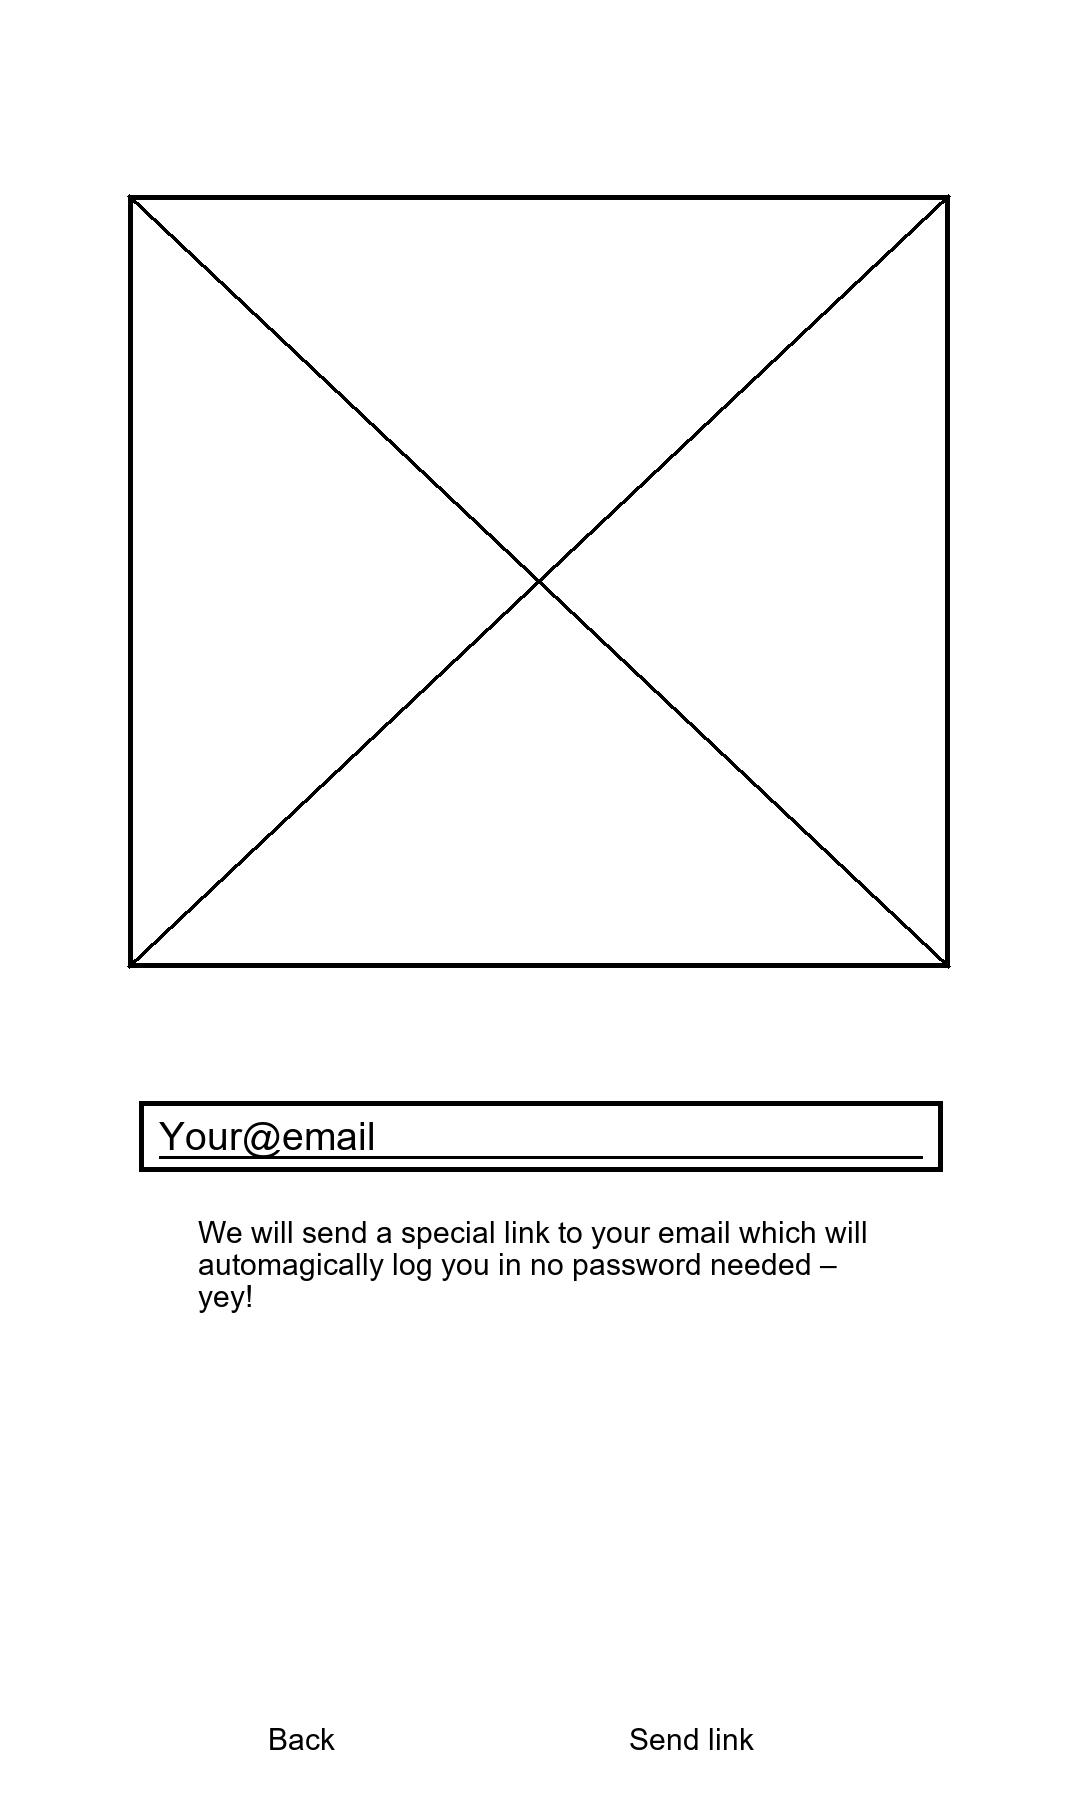 Your@email
We will send a special link to your email which will
automagically log you in no password needed –
yey!
Back
Send link